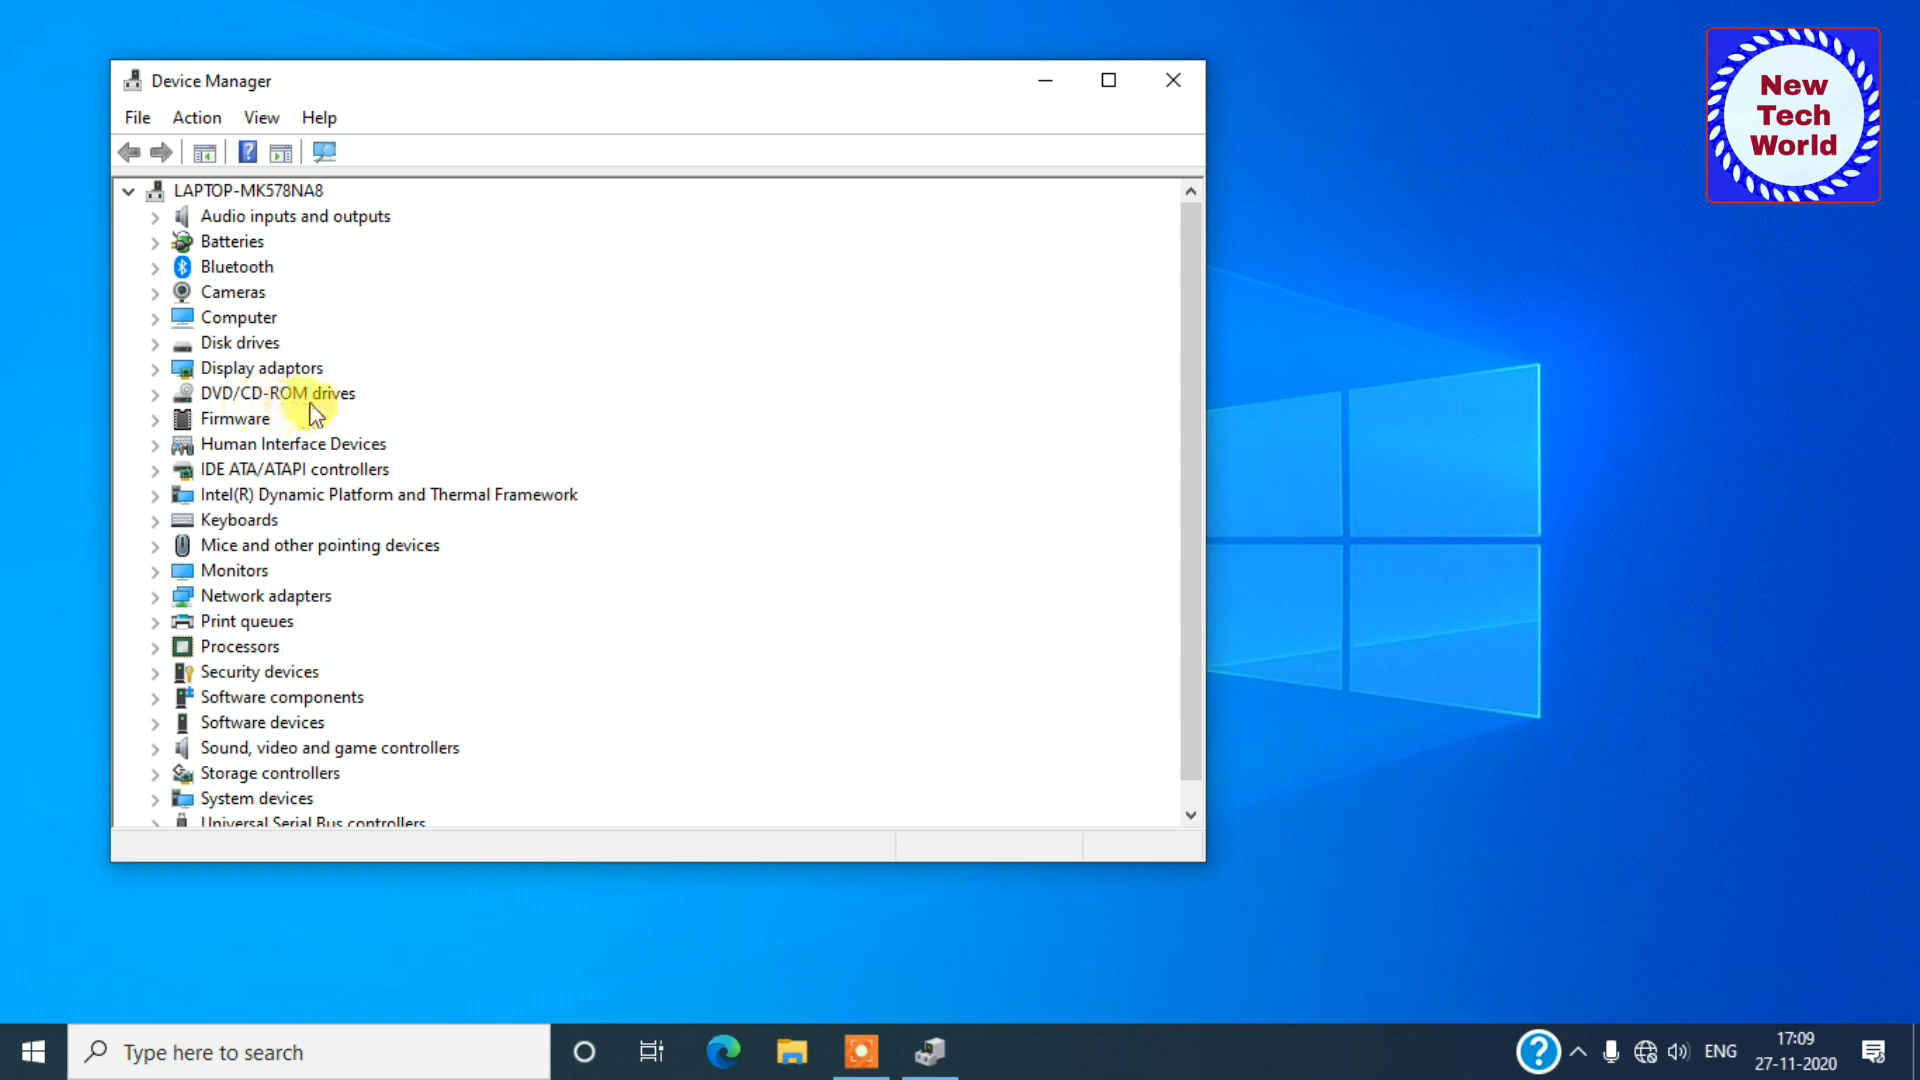 New
Tech
World
Device Manager
File Action View Help
LAPTOP-MK578NA8
Audio inputs and outputs
Batteries
Bluetooth
Cameras
Computer
Disk drives
Display adaptors
DVD/CD-ROM drives
Firmware
Human Interface Devices
IDE ATA/ATAPI controllers
Intel(R) Dynamic Platform and Thermal Framework
Keyboards
Mice and other pointing devices
Monitors
Network adapters
Print queues
Processors
Security devices
Software components
Software devices
Sound, video and game controllers
Storage controllers
System devices
Universal Serial Bus controllers
Type here to search
ENG
17:09
27-11-2020